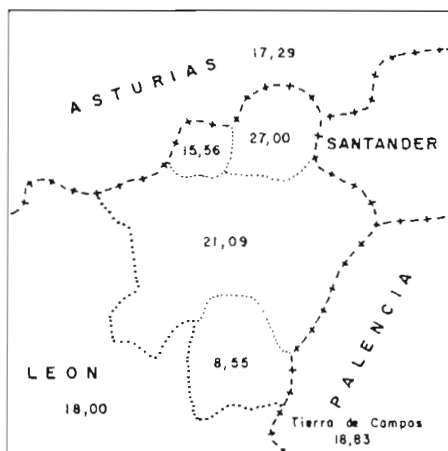 17,29
ASTURIAS
15,56
27,00
SANTANDER
21,09
PALENCIA
8,55
LEON
18,00
Tierra de Campos
18,83